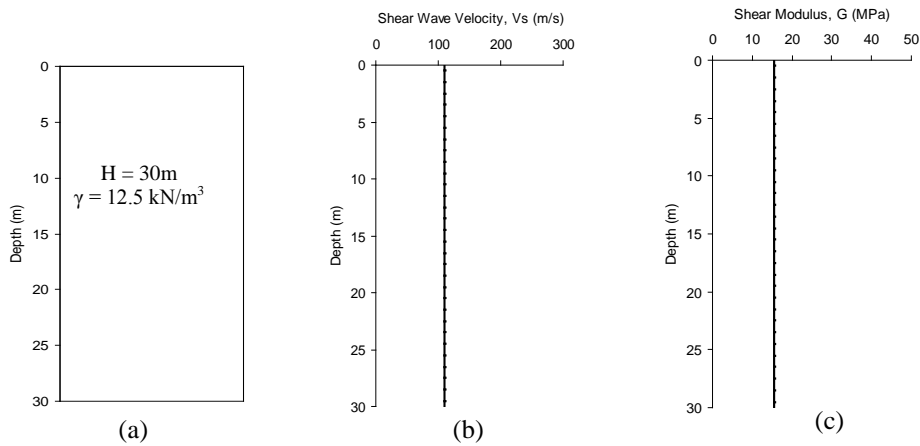 0
5
10
15
20
25
30
Depth (m)
H = 30m
γ = 12.5 kN/m³
(a)
Shear Wave Velocity, Vs (m/s)
0 100 200 300
0
5
10
15
20
25
30
Depth (m)
(b)
Shear Modulus, G (MPa)
0 10 20 30 40 50
0
5
10
15
20
25
30
Depth (m)
(c)